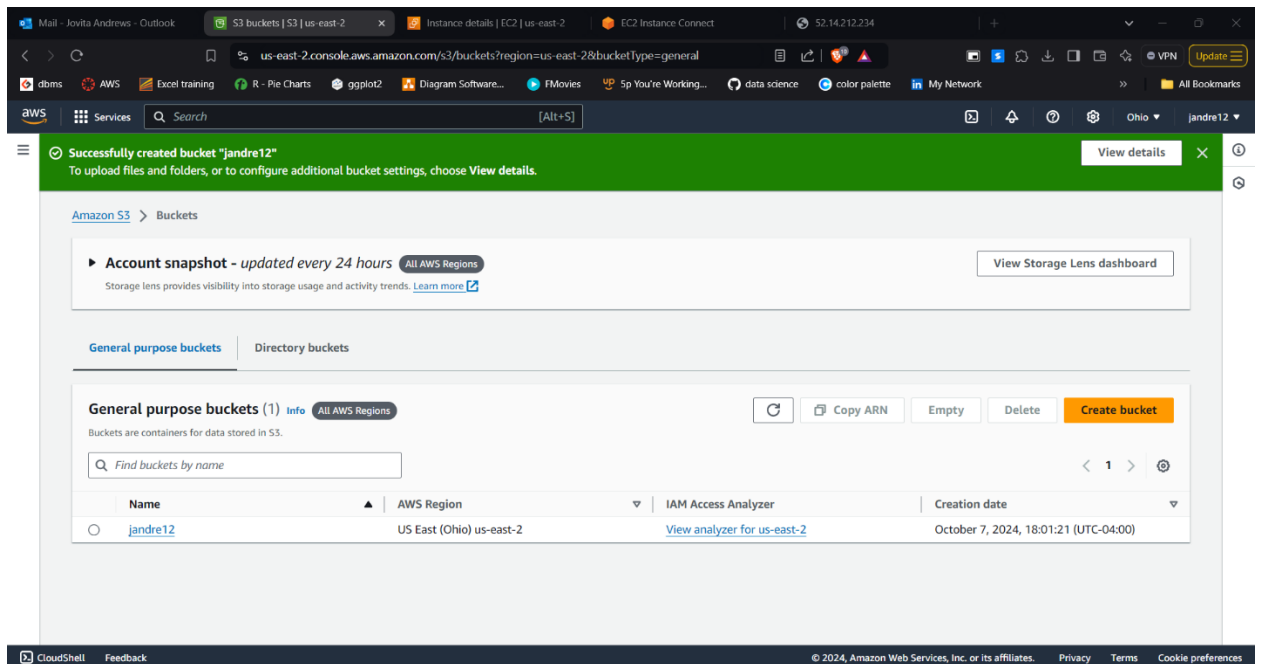 Mail - Jovita Andrews - Outlook
S3 buckets | S3 | us-east-2
Instance details | EC2 | us-east-2
EC2 Instance Connect
52.14.212.234
us-east-2.console.aws.amazon.com/s3/buckets?region=us-east-2&bucketType=general
VPN
Update
dbms
AWS
Excel training
R - Pie Charts
ggplot2
Diagram Software...
FMovies
5p You're Working...
data science
color palette
My Network
All Bookmarks
aws
Services
Search
[Alt+S]
Ohio
jandre12
Successfully created bucket "jandre12"
To upload files and folders, or to configure additional bucket settings, choose View details.
View details
Amazon S3 > Buckets
Account snapshot - updated every 24 hours All AWS Regions
Storage lens provides visibility into storage usage and activity trends. Learn more
View Storage Lens dashboard
General purpose buckets
Directory buckets
General purpose buckets (1) Info All AWS Regions
Buckets are containers for data stored in S3.
Copy ARN
Empty
Delete
Create bucket
Find buckets by name
1
Name
AWS Region
IAM Access Analyzer
Creation date
jandre12
US East (Ohio) us-east-2
View analyzer for us-east-2
October 7, 2024, 18:01:21 (UTC-04:00)
CloudShell
Feedback
© 2024, Amazon Web Services, Inc. or its affiliates.
Privacy
Terms
Cookie preferences